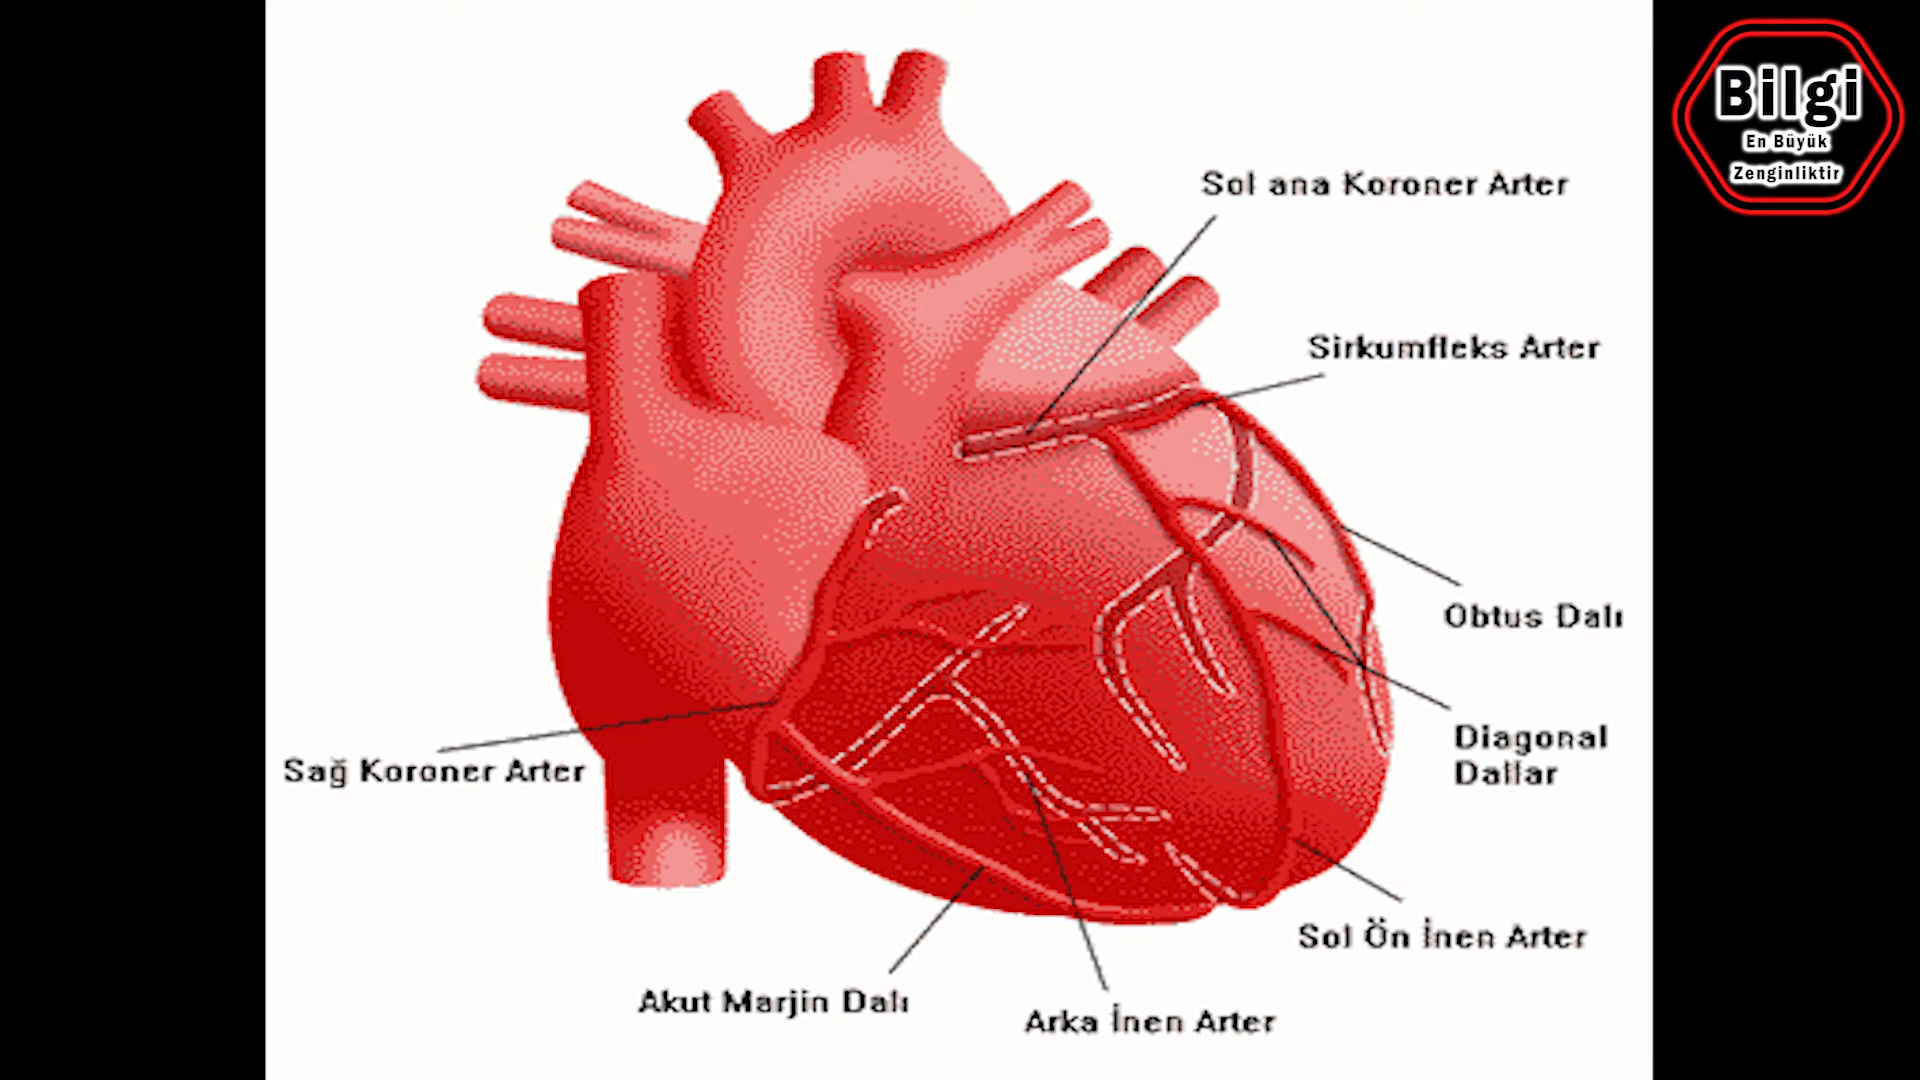 Bilgi
En Büyük
Zenginliktir
Sol ana Koroner Arter
Sirkumfleks Arter
Obtus Dalı
Diagonal
Dallar
Sağ Koroner Arter
Sol Ön İnen Arter
Akut Marjin Dalı
Arka İnen Arter